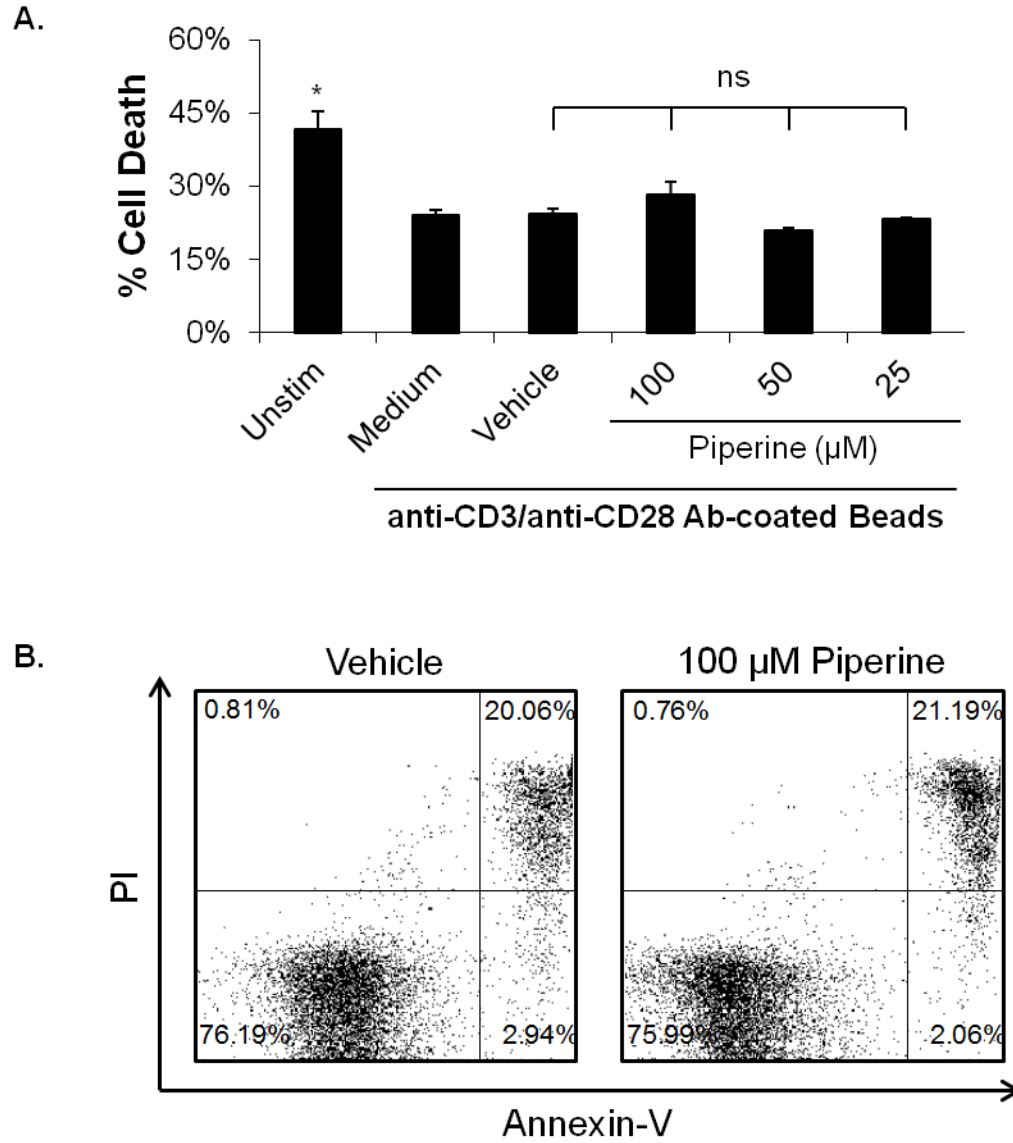 A.
60%
45%
30%
15%
0%
% Cell Death
*
ns
Unstim
Medium
Vehicle
100
50
25
Piperine (µM)
anti-CD3/anti-CD28 Ab-coated Beads
B.
Vehicle
100 µM Piperine
0.81%
20.06%
76.19%
2.94%
0.76%
21.19%
75.99%
2.06%
PI
Annexin-V